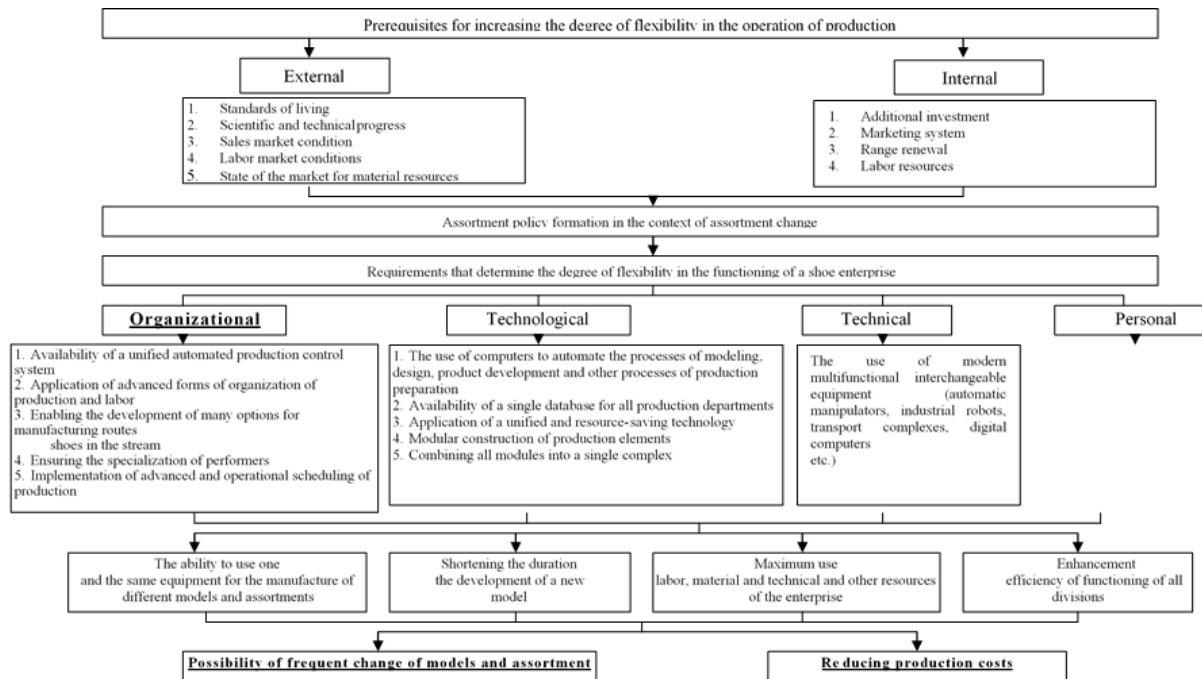 Prerequisites for increasing the degree of flexibility in the operation of production
External
Internal
1. Standards of living
2. Scientific and technical progress
3. Sales market condition
4. Labor market conditions
5. State of the market for material resources
1. Additional investment
2. Marketing system
3. Range renewal
4. Labor resources
Assortment policy formation in the context of assortment change
Requirements that determine the degree of flexibility in the functioning of a shoe enterprise
Organizational
Technological
Technical
Personal
1. Availability of a unified automated production control
system
2. Application of advanced forms of organization of
production and labor
3. Enabling the development of many options for
manufacturing routes
shoes in the stream
4. Ensuring the specialization of performers
5. Implementation of advanced and operational scheduling of
production
1. The use of computers to automate the processes of modeling,
design, product development and other processes of production
preparation
2. Availability of a single database for all production departments
3. Application of a unified and resource-saving technology
4. Modular construction of production elements
5. Combining all modules into a single complex
The use of modern
multifunctional interchangeable
equipment (automatic
manipulators, industrial robots,
transport complexes, digital
computers
etc.)
The ability to use one
and the same equipment for the manufacture of
different models and assortments
Shortening the duration
the development of a new
model
Maximum use
labor, material and technical and other resources
of the enterprise
Enhancement
efficiency of functioning of all
divisions
Possibility of frequent change of models and assortment
Reducing production costs